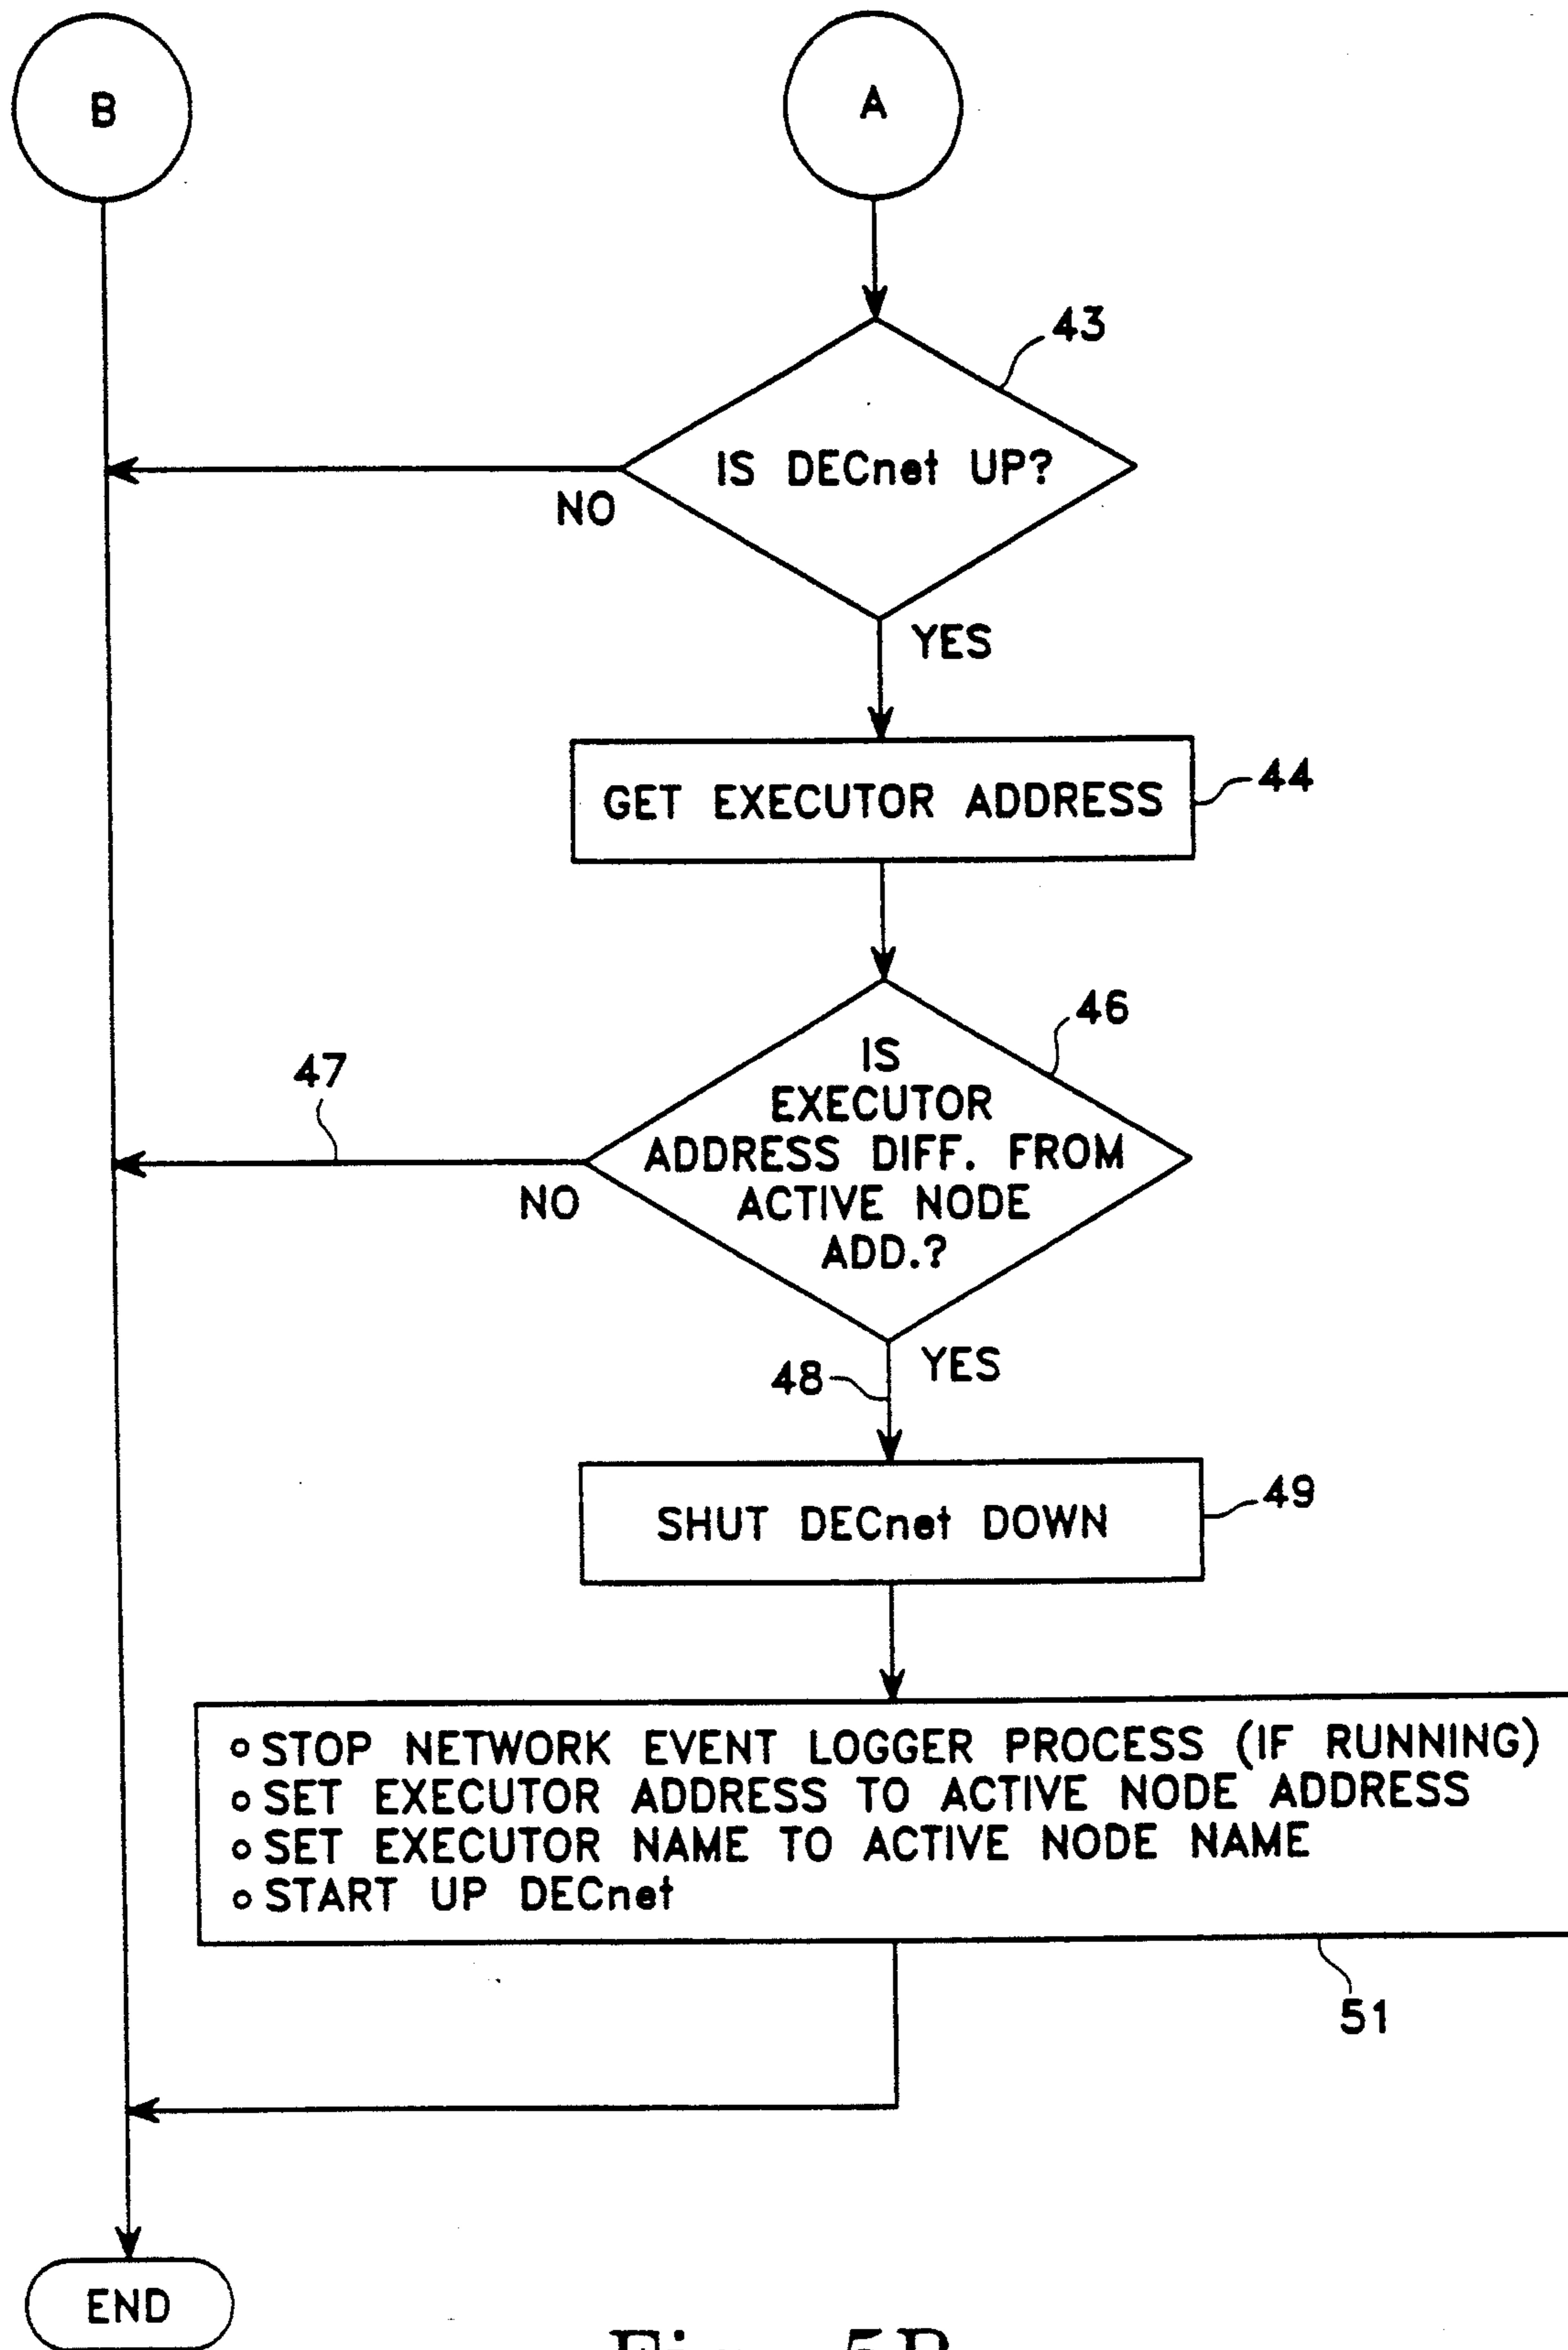 B
A
43
IS DECnet UP?
NO
YES
GET EXECUTOR ADDRESS
44
46
IS
EXECUTOR
ADDRESS DIFF. FROM
ACTIVE NODE
ADD.?
47
NO
48
YES
SHUT DECnet DOWN
49
○ STOP NETWORK EVENT LOGGER PROCESS (IF RUNNING)
○ SET EXECUTOR ADDRESS TO ACTIVE NODE ADDRESS
○ SET EXECUTOR NAME TO ACTIVE NODE NAME
○ START UP DECnet
51
END
Fig. 5B